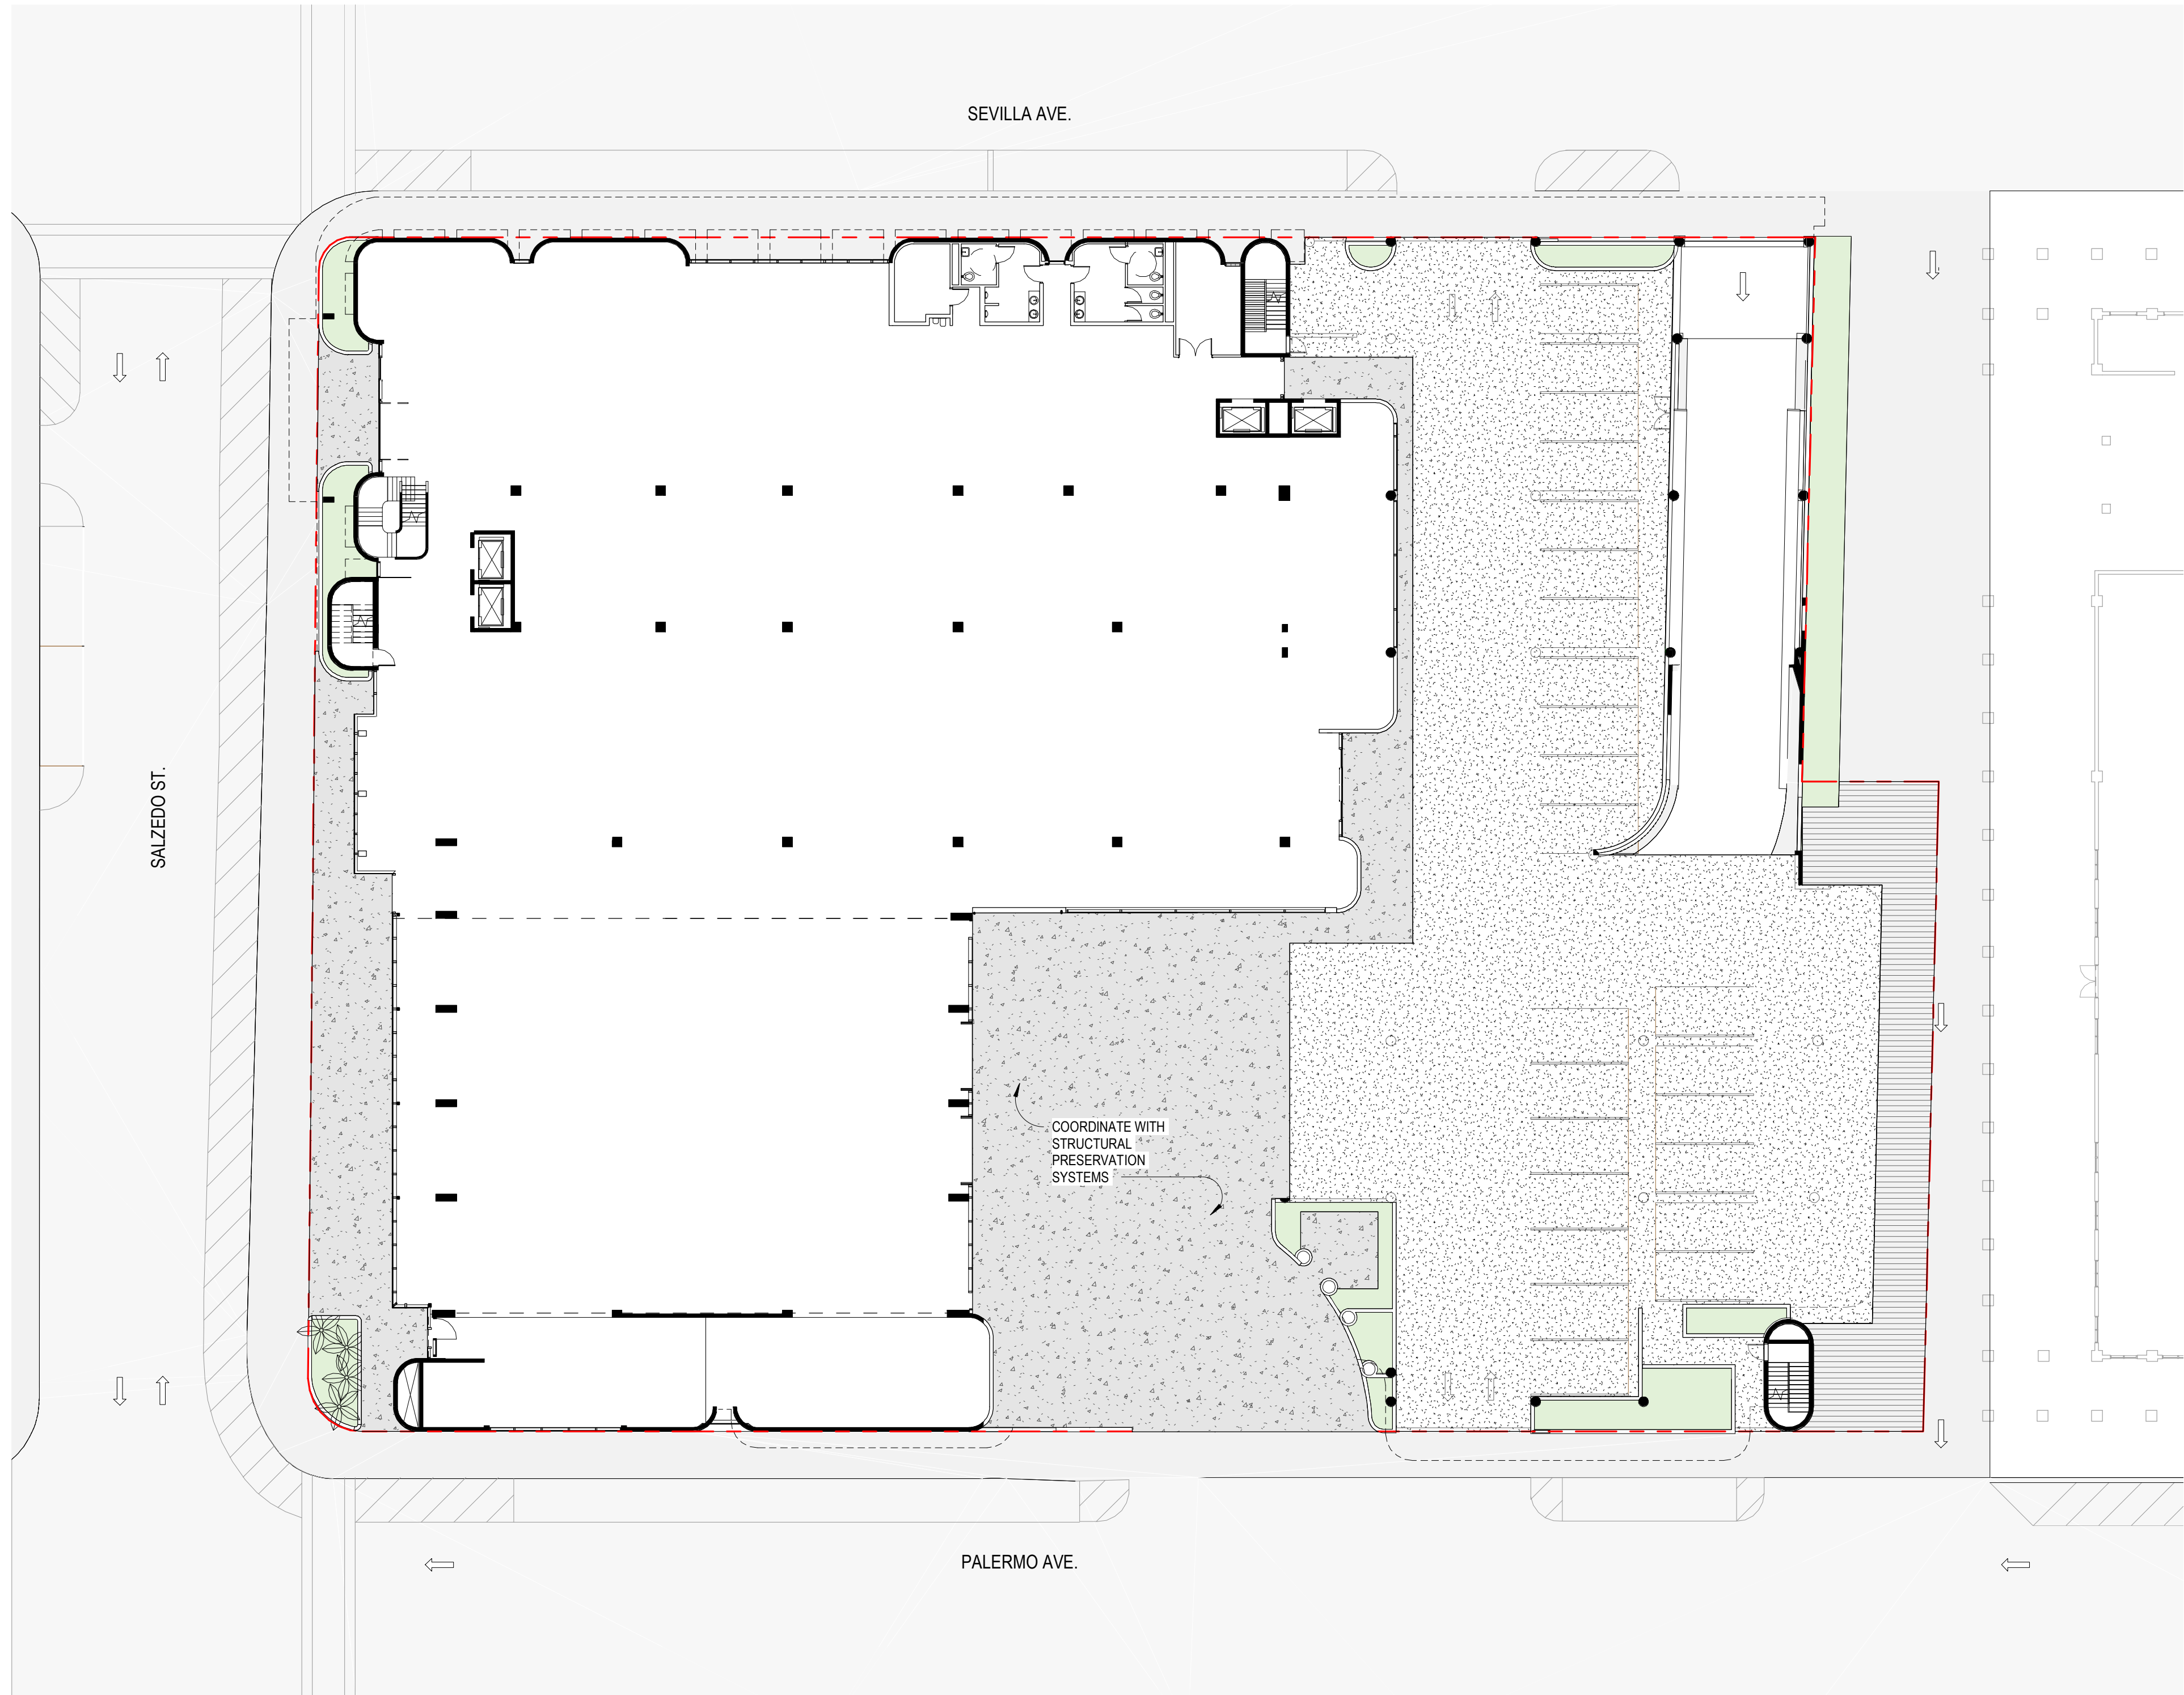 SEVILLA AVE.
SALZEDO ST.
COORDINATE WITH
STRUCTURAL
PRESERVATION
SYSTEMS
PALERMO AVE.